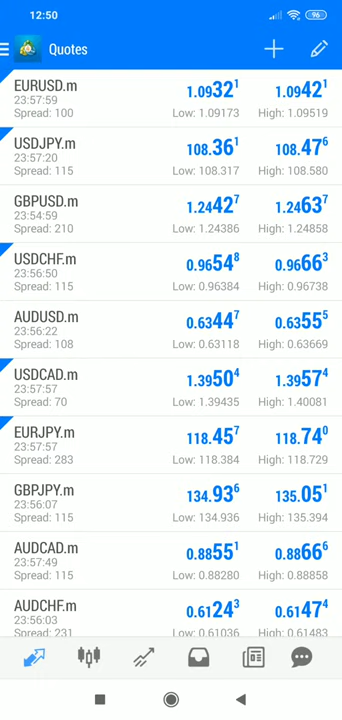 12:50
96
Quotes
EURUSD.m
23:57:59
Spread: 100
1.09321
1.09421
Low: 1.09173
High: 1.09519
USDJPY.m
23:57:20
Spread: 115
108.361
108.476
Low: 108.317
High: 108.580
GBPUSD.m
23:54:59
Spread: 210
1.24427
1.24637
Low: 1.24386
High: 1.24858
USDCHF.m
23:56:50
Spread: 115
0.96548
0.96663
Low: 0.96384
High: 0.96738
AUDUSD.m
23:56:22
Spread: 108
0.63447
0.63555
Low: 0.63118
High: 0.63669
USDCAD.m
23:57:57
Spread: 70
1.39504
1.39574
Low: 1.39435
High: 1.40081
EURJPY.m
23:57:57
Spread: 283
118.457
118.740
Low: 118.384
High: 118.729
GBPJPY.m
23:56:07
Spread: 115
134.936
135.051
Low: 134.936
High: 135.394
AUDCAD.m
23:57:49
Spread: 115
0.88551
0.88666
Low: 0.88280
High: 0.88858
AUDCHF.m
23:56:03
Spread: 231
0.61243
0.61474
Low: 0.61036
High: 0.61483